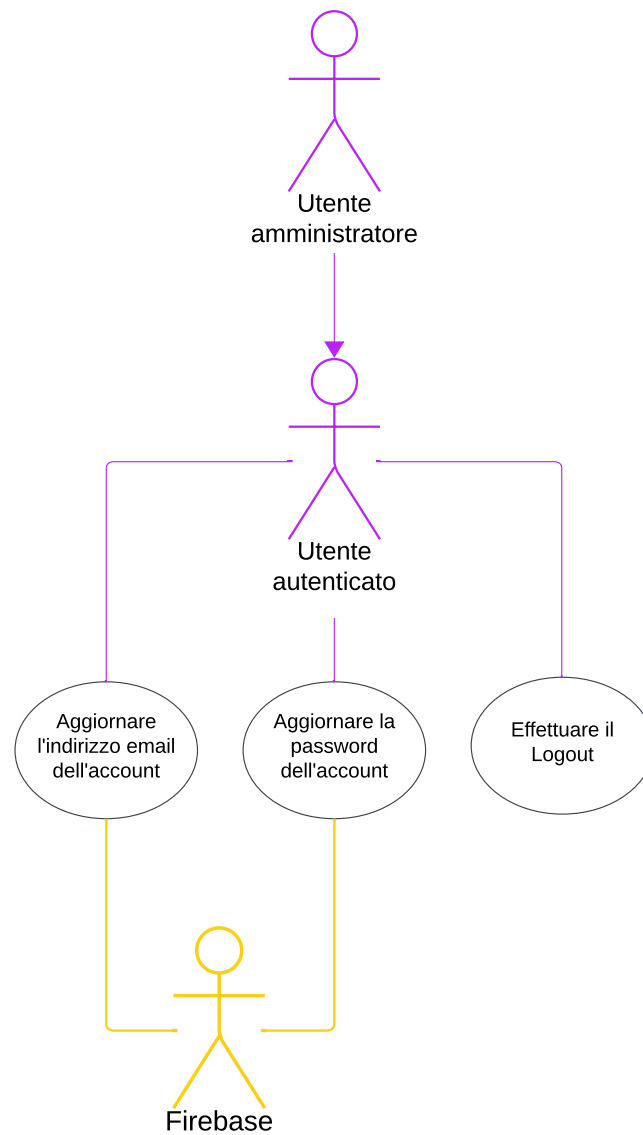 Utente
amministratore
Utente
autenticato
Aggiornare
l'indirizzo email
dell'account
Aggiornare la
password
dell'account
Effettuare il
Logout
Firebase